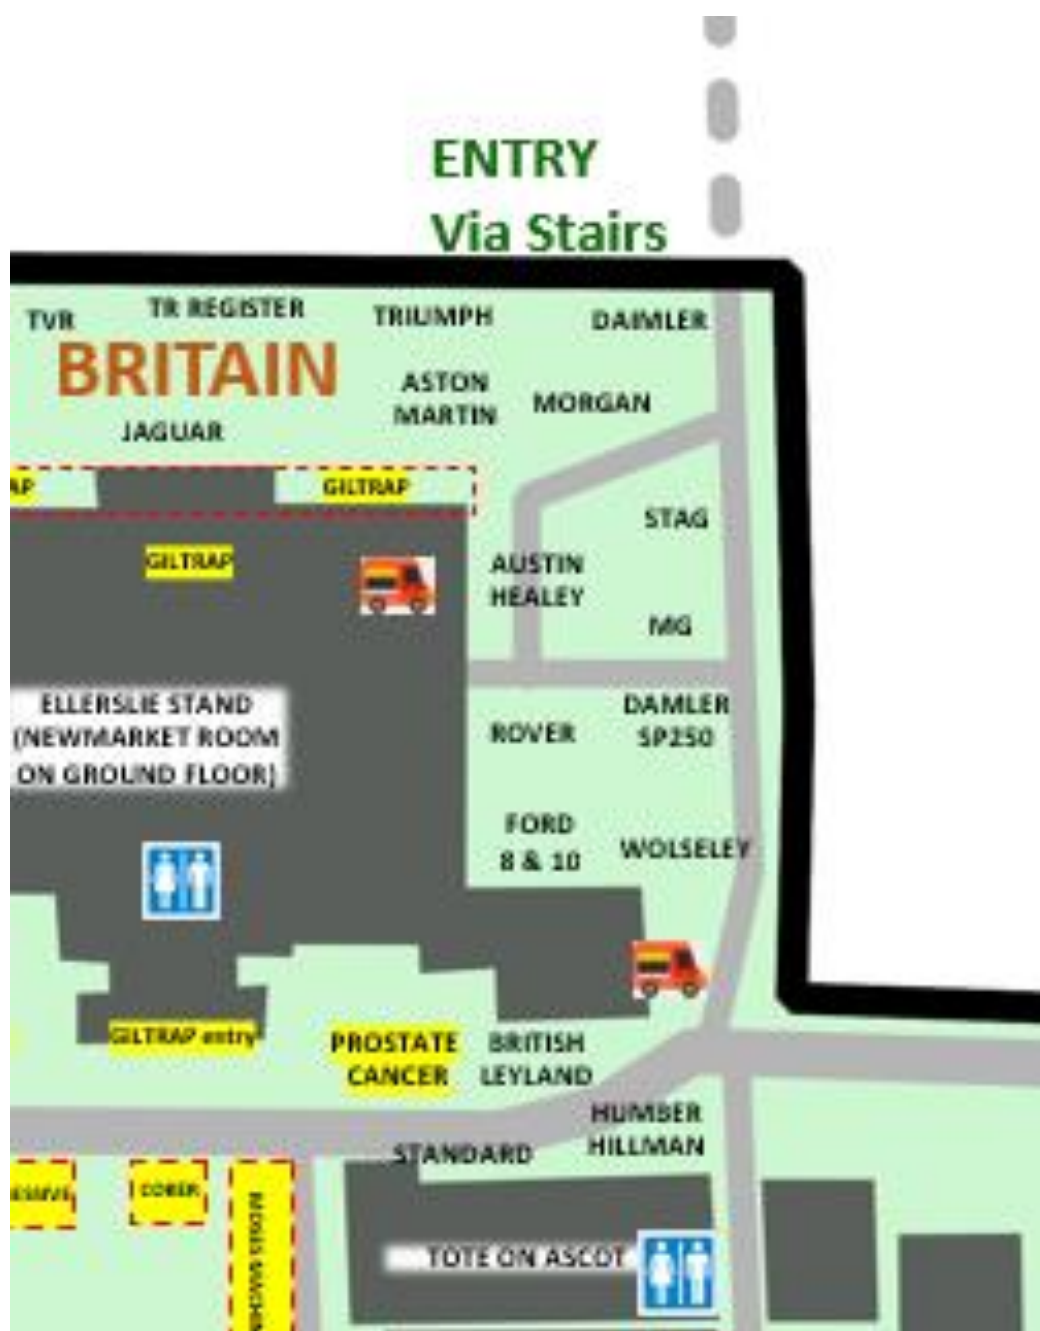 ENTRY
Via Stairs
TVR
TR REGISTER
TRIUMPH
DAIMLER
BRITAIN
ASTON
MARTIN
MORGAN
JAGUAR
AP
GILTRAP
STAG
GILTRAP
AUSTIN
HEALEY
MG
ELLERSLIE STAND
(NEWMARKET ROOM
ON GROUND FLOOR)
ROVER
DAMLER
SP250
FORD
8 & 10
WOLSELEY
GILTRAP entry
PROSTATE
CANCER
BRITISH
LEYLAND
HUMBER
HILLMAN
STANDARD
TOTE ON ASCOT